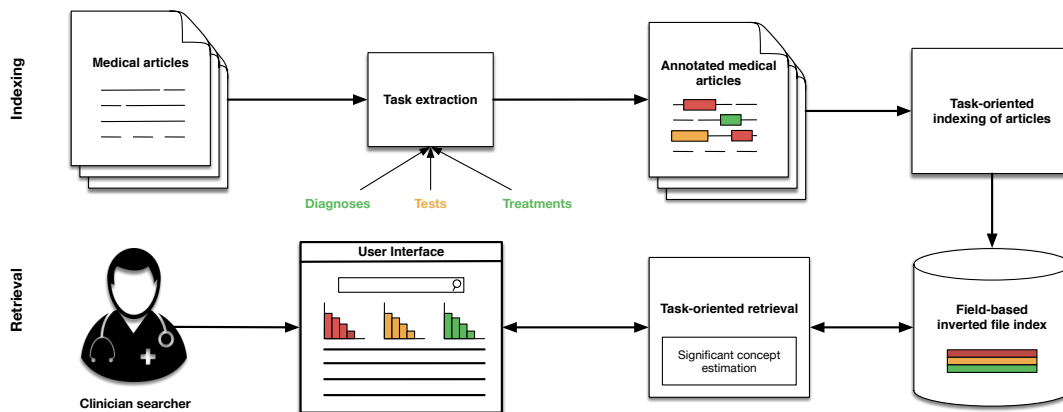 Indexing
Medical articles
Task extraction
Annotated medical
articles
Task-oriented
indexing of articles
Diagnoses
Tests
Treatments
Retrieval
User Interface
Task-oriented retrieval
Significant concept
estimation
Field-based
inverted file index
Clinician searcher